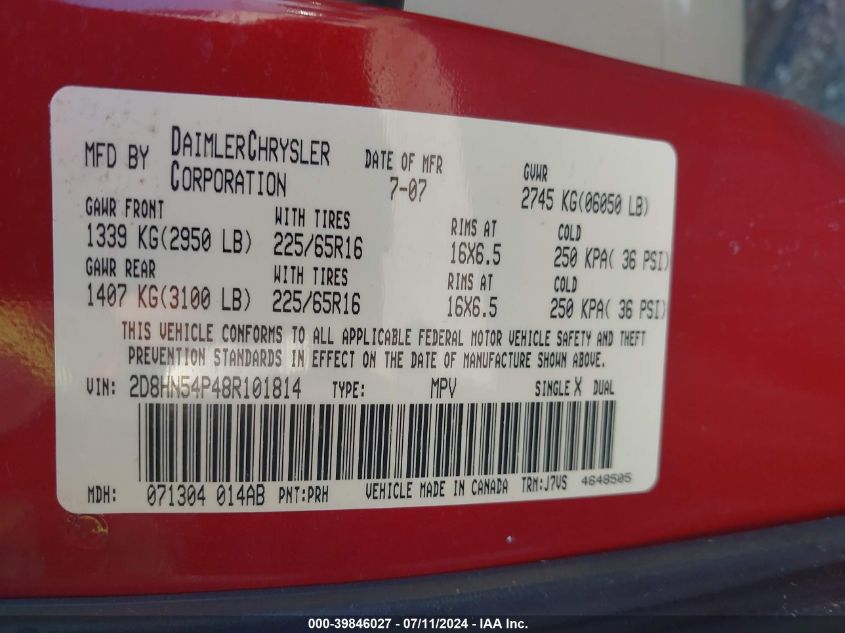 MFD BY DAIMLERCHRYSLER CORPORATION
DATE OF MFR 7-07
GVWR 2745 KG(06050 LB)
GAWR FRONT WITH TIRES RIMS AT COLD
1339 KG(2950 LB) 225/65R16 16X6.5 250 KPA( 36 PSI)
GAWR REAR WITH TIRES RIMS AT COLD
1407 KG(3100 LB) 225/65R16 16X6.5 250 KPA( 36 PSI)
THIS VEHICLE CONFORMS TO ALL APPLICABLE FEDERAL MOTOR VEHICLE SAFETY AND THEFT
PREVENTION STANDARDS IN EFFECT ON THE DATE OF MANUFACTURE SHOWN ABOVE.
VIN: 2D8HN54P48R101814 TYPE: MPV SINGLE X DUAL
MDH: 071304 014AB PNT:PRH VEHICLE MADE IN CANADA TRM:J7VS 4648505
000-39846027 - 07/11/2024 - IAA Inc.